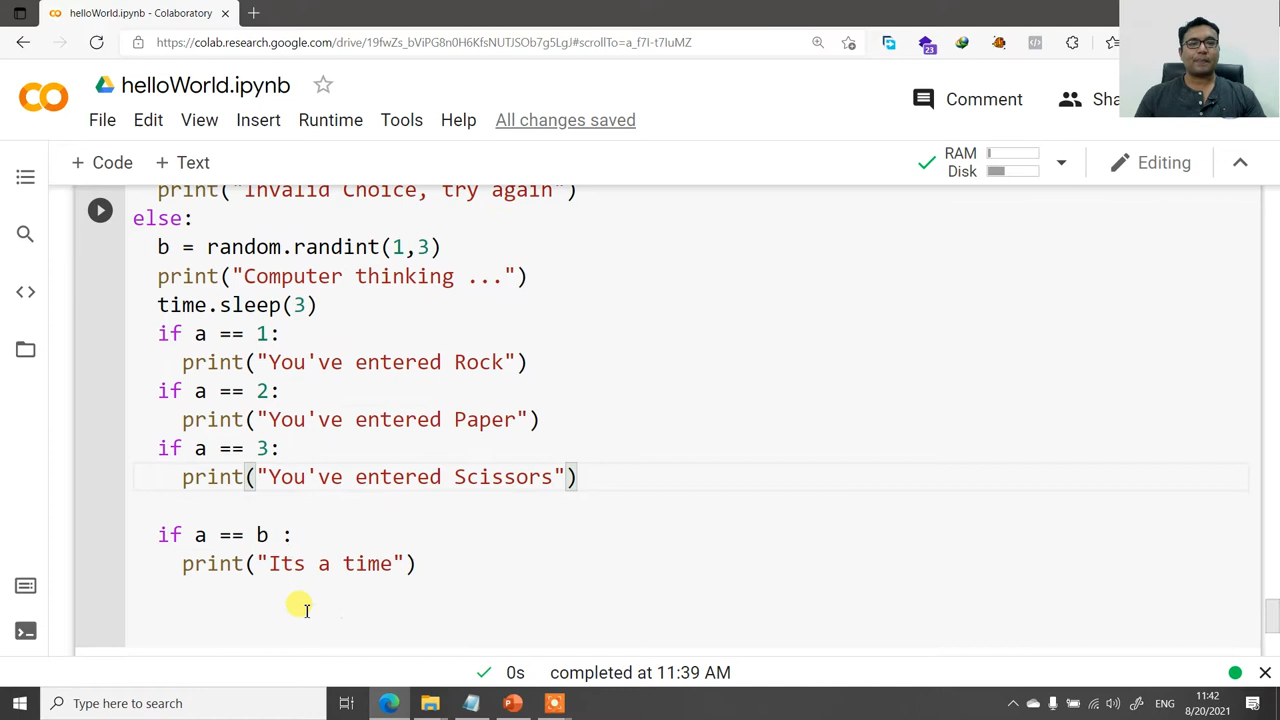 helloWorld.ipynb - Colaboratory
https://colab.research.google.com/drive/19fwZs_bViPG8n0H6K
helloWorld.ipynb
Comment
Sha
File Edit View Insert Runtime Tools Help All changes saved
+ Code + Text
RAM
Disk
Editing
print("Invalid Choice, try again")
else:
b = random.randint(1,3)
print("Computer thinking ...")
time.sleep(3)
if a == 1:
print("You've entered Rock")
if a == 2:
print("You've entered Paper")
if a == 3:
print("You've entered Scissors")
if a == b :
print("Its a time")
0s completed at 11:39 AM
Type here to search
ENG
11:42
8/20/2021
23